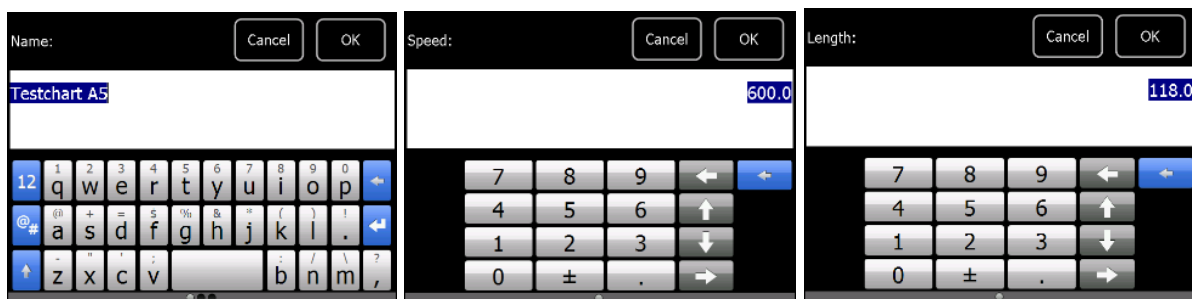 Name: Cancel OK
Testchart A5
12 1 q 2 w 3 e 4 r 5 t 6 y 7 u 8 i 9 o 0 p
@# @ a + s = d $ f % g & h * j ( k ) l ! .
- z " x ' c ; v : b / n \ m ? ,
Speed: Cancel OK
600.0
7 8 9
4 5 6
1 2 3
0 ± .
Length: Cancel OK
118.0
7 8 9
4 5 6
1 2 3
0 ± .